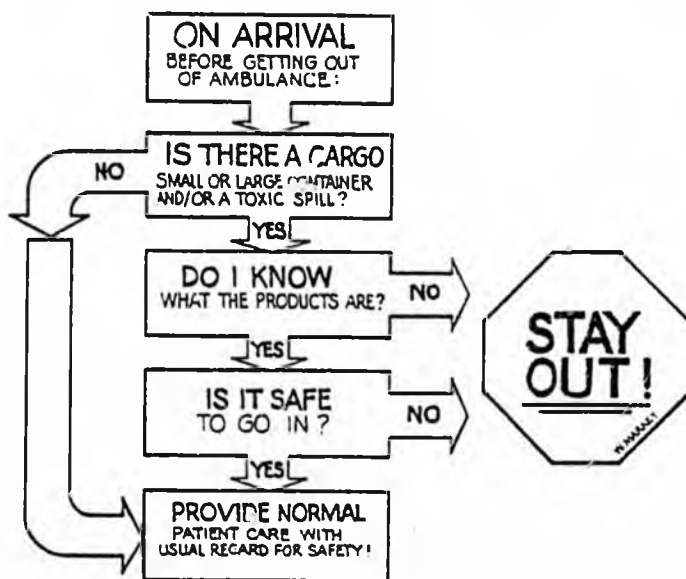 ON ARRIVAL
BEFORE GETTING OUT
OF AMBULANCE:
IS THERE A CARGO
SMALL OR LARGE CONTAINER
AND/OR A TOXIC SPILL?
NO
YES
DO I KNOW
WHAT THE PRODUCTS ARE?
NO
YES
STAY
OUT!
W. HARNEY
IS IT SAFE
TO GO IN?
NO
YES
PROVIDE NORMAL
PATIENT CARE WITH
USUAL REGARD FOR SAFETY!